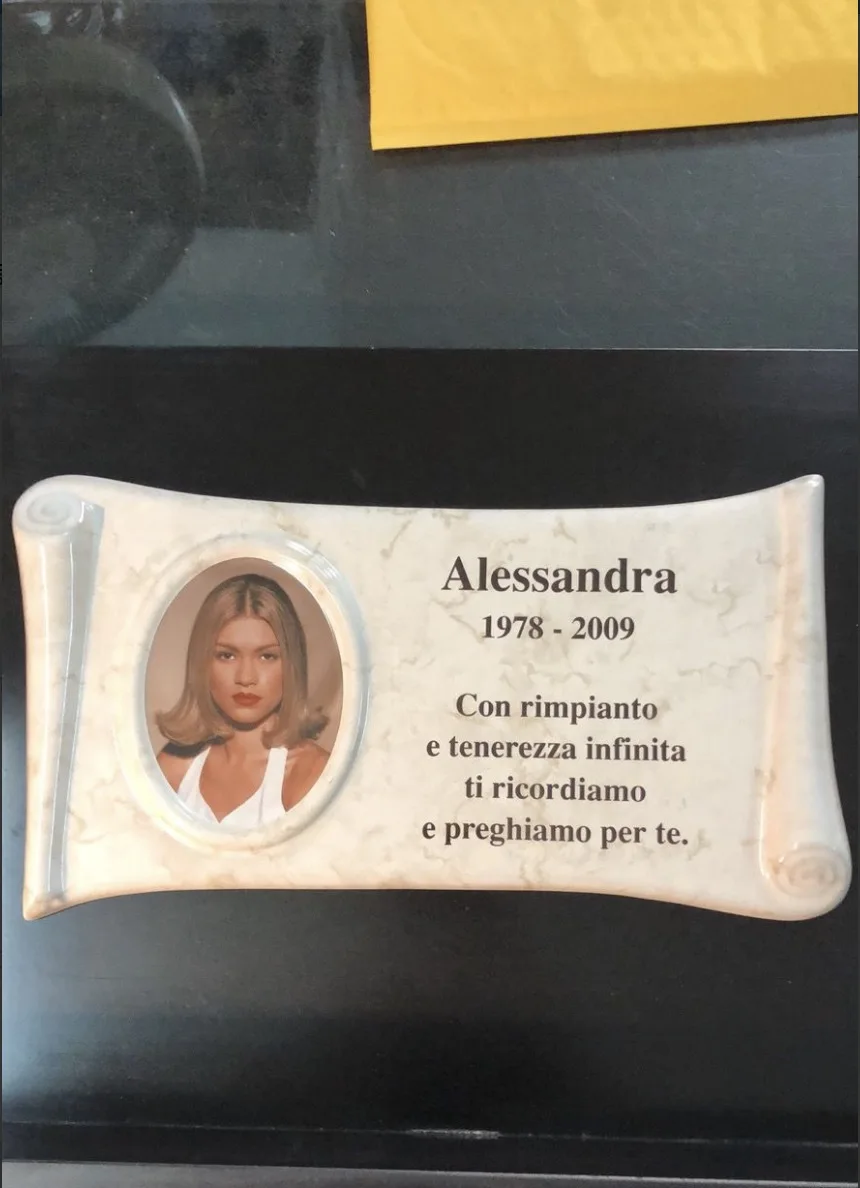 Alessandra
1978 - 2009
Con rimpianto
e tenerezza infinita
ti ricordiamo
e preghiamo per te.